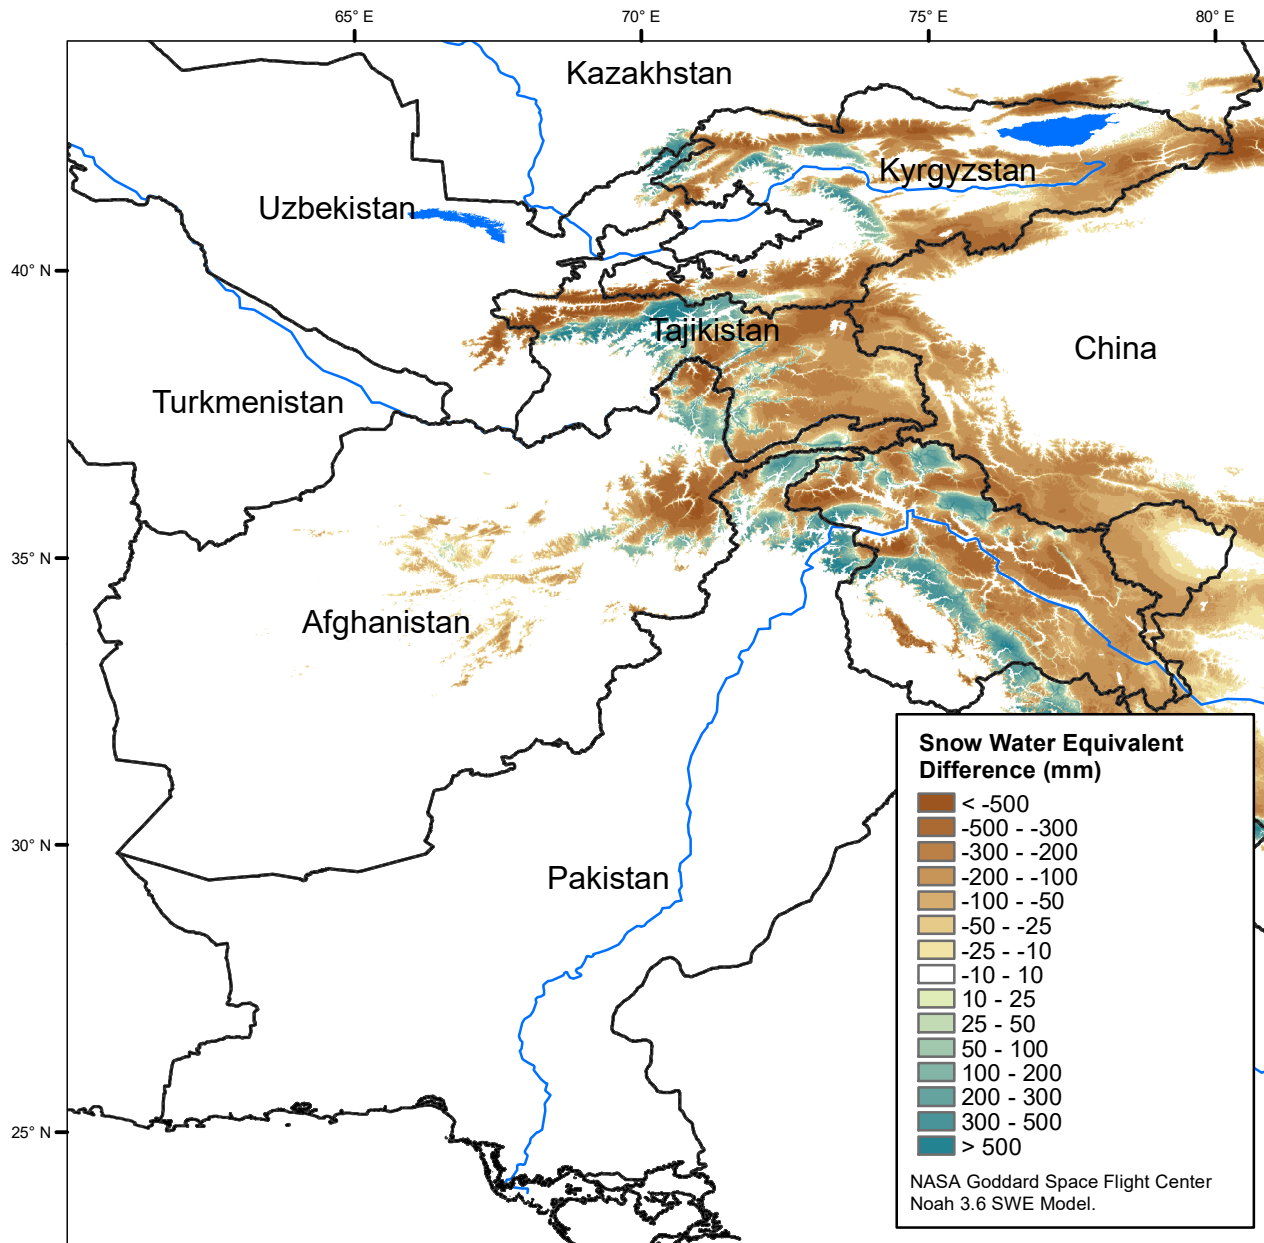 65° E
70° E
75° E
80° E
Kazakhstan
Kyrgyzstan
Uzbekistan
40° N
Tajikistan
China
Turkmenistan
35° N
Afghanistan
Snow Water Equivalent
Difference (mm)
< -500
-500 - -300
-300 - -200
-200 - -100
-100 - -50
-50 - -25
-25 - -10
-10 - 10
10 - 25
25 - 50
50 - 100
100 - 200
200 - 300
300 - 500
> 500
NASA Goddard Space Flight Center
Noah 3.6 SWE Model.
30° N
Pakistan
25° N